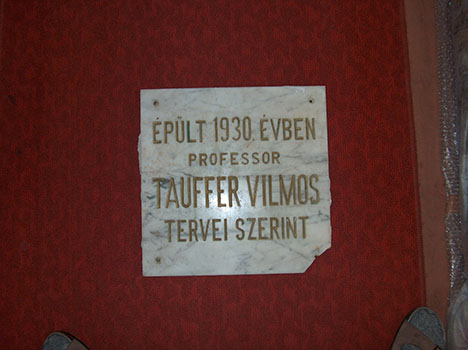 ÉPÜLT 1930. ÉVBEN
PROFESSOR
TAUFFER VILMOS
TERVEI SZERINT